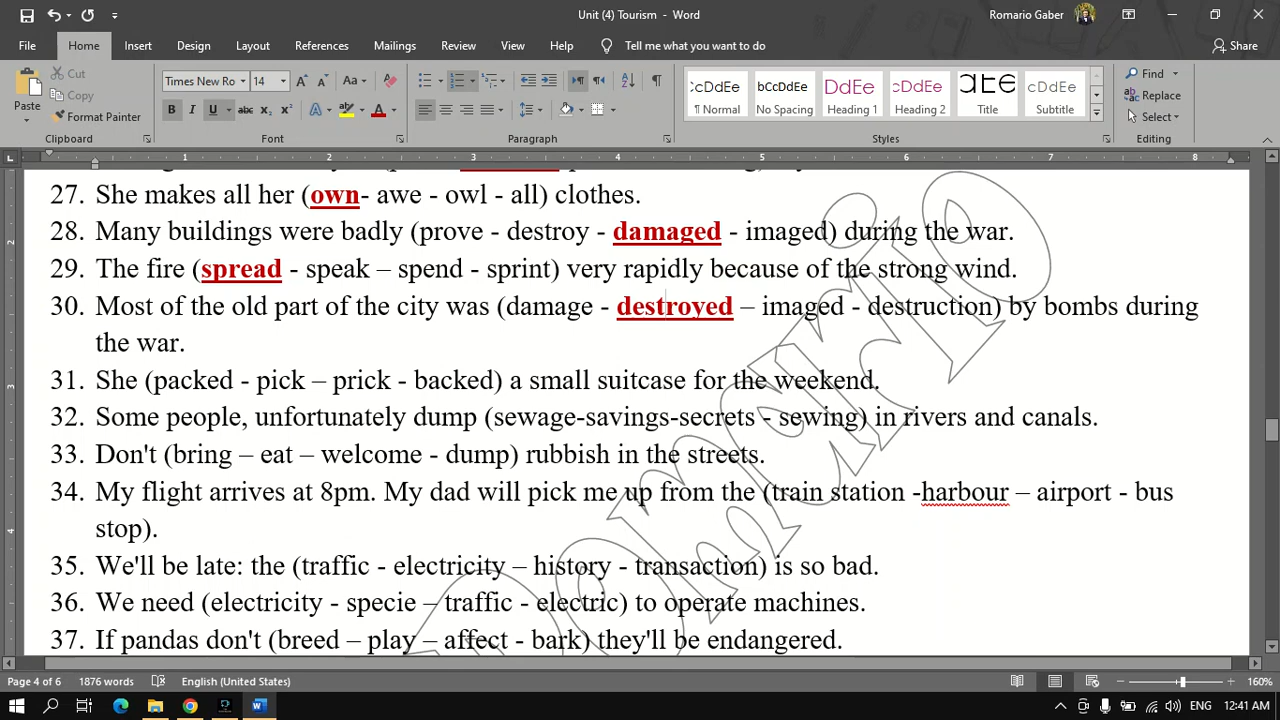 Unit (4) Tourism - Word
Romario Gaber
File Home Insert Design Layout References Mailings Review View Help Tell me what you want to do Share
Paste Cut Copy Format Painter Clipboard
Times New Ro 14 Font
Paragraph
¶ Normal No Spacing Heading 1 Heading 2 Title Subtitle Styles
Find Replace Select Editing
27. She makes all her (own- awe - owl - all) clothes.
28. Many buildings were badly (prove - destroy - damaged - imaged) during the war.
29. The fire (spread - speak – spend - sprint) very rapidly because of the strong wind.
30. Most of the old part of the city was (damage - destroyed – imaged - destruction) by bombs during
the war.
31. She (packed - pick – prick - backed) a small suitcase for the weekend.
32. Some people, unfortunately dump (sewage-savings-secrets - sewing) in rivers and canals.
33. Don't (bring – eat – welcome - dump) rubbish in the streets.
34. My flight arrives at 8pm. My dad will pick me up from the (train station -harbour – airport - bus
stop).
35. We'll be late: the (traffic - electricity – history - transaction) is so bad.
36. We need (electricity - specie – traffic - electric) to operate machines.
37. If pandas don't (breed – play – affect - bark) they'll be endangered.
Page 4 of 6 1876 words English (United States) 160%
ENG 12:41 AM